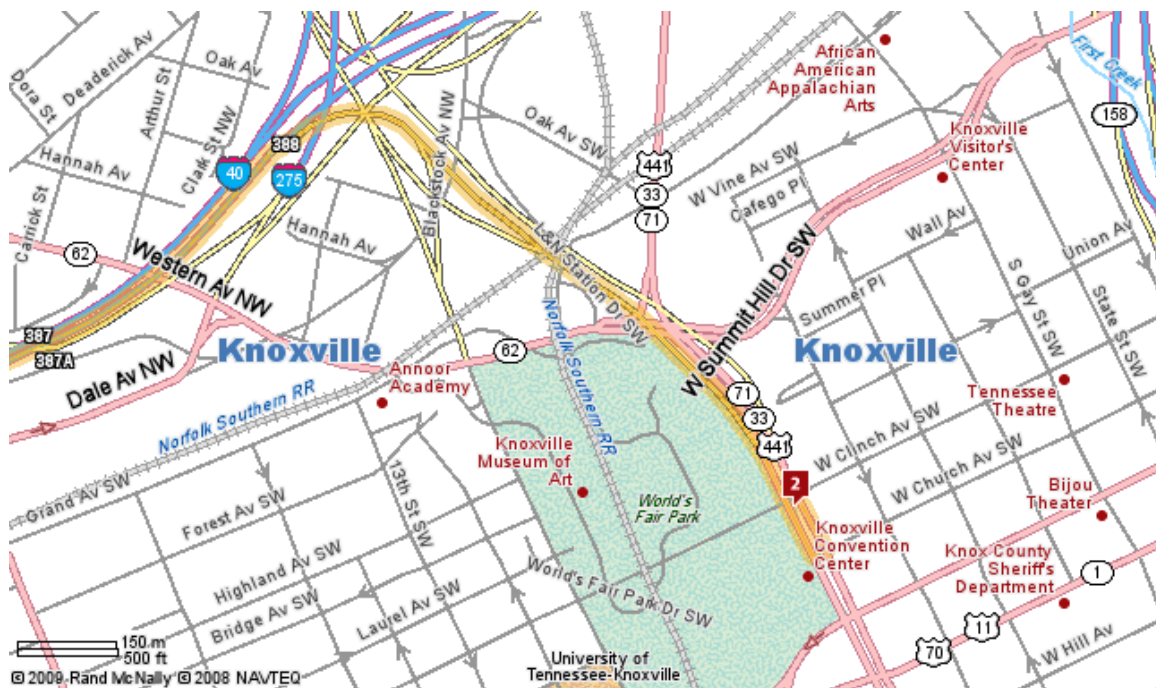 Dora St
Deaderick Av
Arthur St
Oak Av
Clark St NW
Hannah Av
Carrick St
388
40
275
62
Western Av NW
Hannah Av
Blackstock Av NW
Oak Av SW
L&N Station Dr SW
441
33
71
African
American
Appalachian
Arts
First Creek
158
Knoxville
Visitor's
Center
W Vine Av SW
Cafego Pl
Wall Av
Union Av
Summer Pl
S Gay St SW
State St SW
W Summit Hill Dr SW
387
387A
Dale Av NW
Knoxville
Knoxville
62
Annoor
Academy
Norfolk Southern RR
Norfolk Southern RR
71
33
441
Tennessee
Theatre
W Clinch Av SW
W Church Av SW
Knoxville
Museum of
Art
World's
Fair Park
2
Bijou
Theater
Grand Av SW
13th St SW
Forest Av SW
Highland Av SW
Bridge Av SW
Laurel Av SW
World's Fair Park Dr SW
Knoxville
Convention
Center
Knox County
Sheriff's
Department
1
11
70
W Hill Av
150 m
500 ft
University of
Tennessee-Knoxville
© 2009 Rand McNally © 2008 NAVTEQ